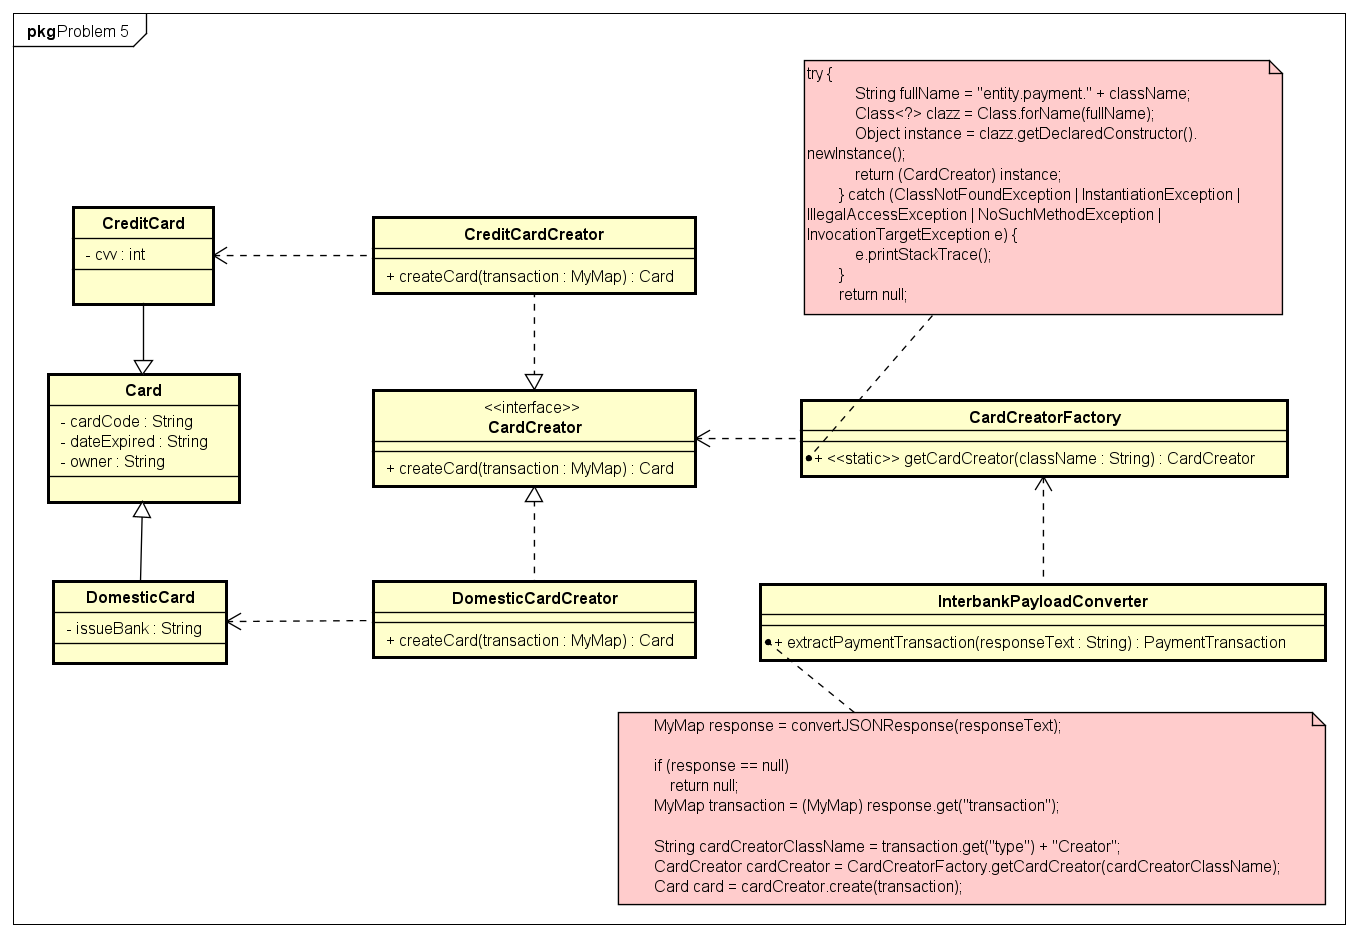 pkgProblem 5
try {
String fullName = "entity.payment." + className;
Class<?> clazz = Class.forName(fullName);
Object instance = clazz.getDeclaredConstructor().
newInstance();
return (CardCreator) instance;
} catch (ClassNotFoundException | InstantiationException |
IllegalAccessException | NoSuchMethodException |
InvocationTargetException e) {
e.printStackTrace();
}
return null;
CreditCard
- cvv : int
CreditCardCreator
+ createCard(transaction : MyMap) : Card
Card
- cardCode : String
- dateExpired : String
- owner : String
<<interface>>
CardCreator
+ createCard(transaction : MyMap) : Card
CardCreatorFactory
+ <<static>> getCardCreator(className : String) : CardCreator
DomesticCard
- issueBank : String
DomesticCardCreator
+ createCard(transaction : MyMap) : Card
InterbankPayloadConverter
+ extractPaymentTransaction(responseText : String) : PaymentTransaction
MyMap response = convertJSONResponse(responseText);
if (response == null)
return null;
MyMap transaction = (MyMap) response.get("transaction");
String cardCreatorClassName = transaction.get("type") + "Creator";
CardCreator cardCreator = CardCreatorFactory.getCardCreator(cardCreatorClassName);
Card card = cardCreator.create(transaction);